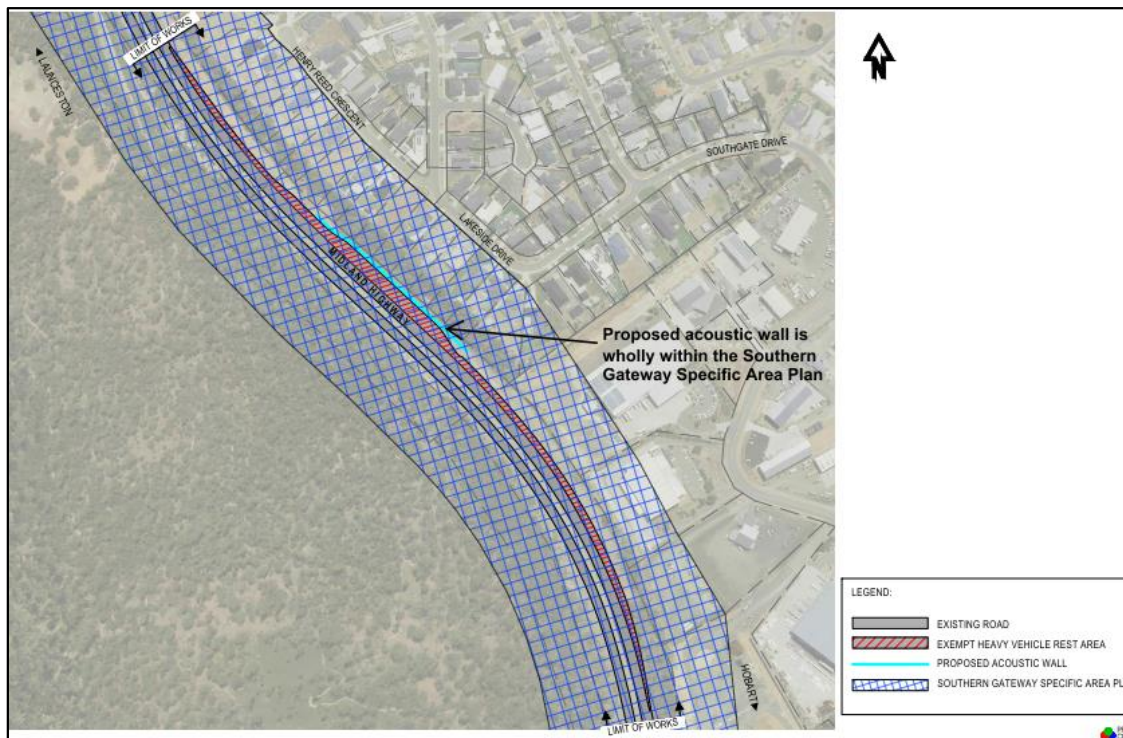 LIMIT OF WORKS
LAUNCESTON
HENRY REED CRESCENT
SOUTHGATE DRIVE
LAKESIDE DRIVE
MIDLAND HIGHWAY
N
Proposed acoustic wall is
wholly within the Southern
Gateway Specific Area Plan
LEGEND:
EXISTING ROAD
EXEMPT HEAVY VEHICLE REST AREA
PROPOSED ACOUSTIC WALL
SOUTHERN GATEWAY SPECIFIC AREA PL
HOBART
LIMIT OF WORKS